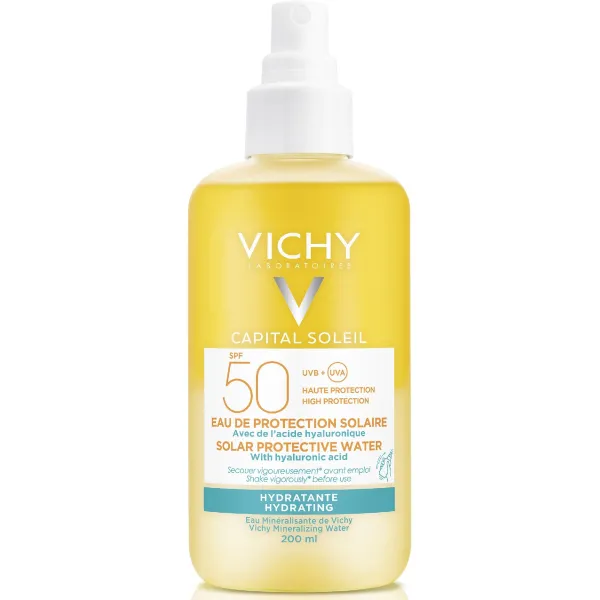 VICHY
LABORATOIRES
CAPITAL SOLEIL
SPF
50
UVB + UVA
HAUTE PROTECTION
HIGH PROTECTION
EAU DE PROTECTION SOLAIRE
Avec de l'acide hyaluronique
SOLAR PROTECTIVE WATER
With hyaluronic acid
Secouer vigoureusement* avant emploi
Shake vigorously* before use
HYDRATANTE
HYDRATING
Eau Minéralisante de Vichy
Vichy Mineralizing Water
200 ml